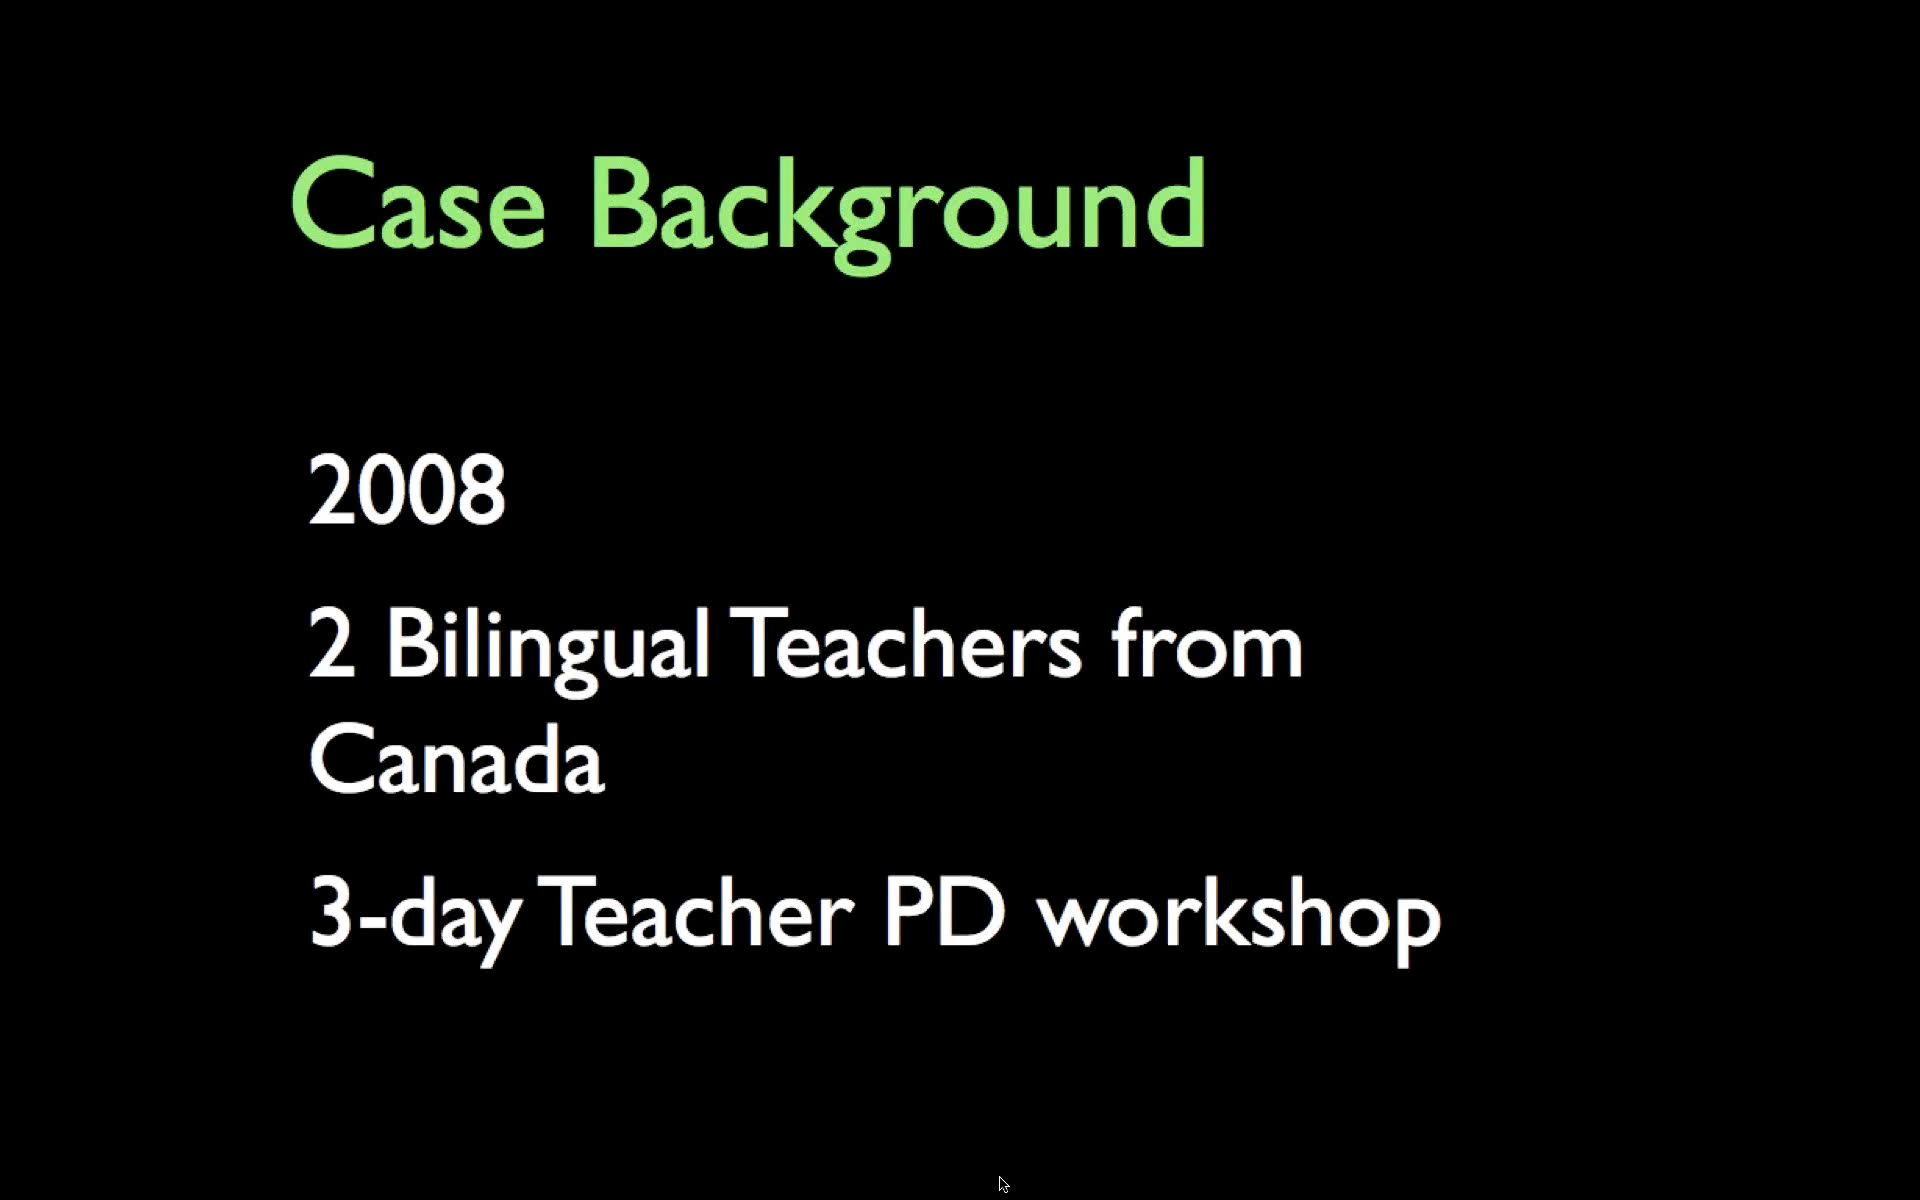 Case Background
2008
2 Bilingual Teachers from
Canada
3-day Teacher PD workshop